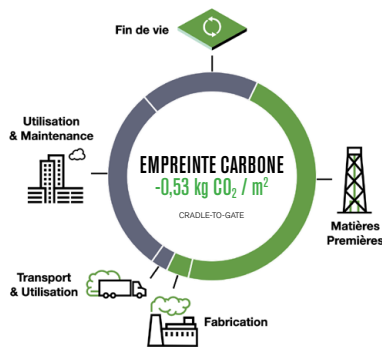 Fin de vie
Utilisation
& Maintenance
EMPREINTE CARBONE
-0,53 kg CO₂ / m²
CRADLE-TO-GATE
Matières
Premières
Transport
& Utilisation
Fabrication